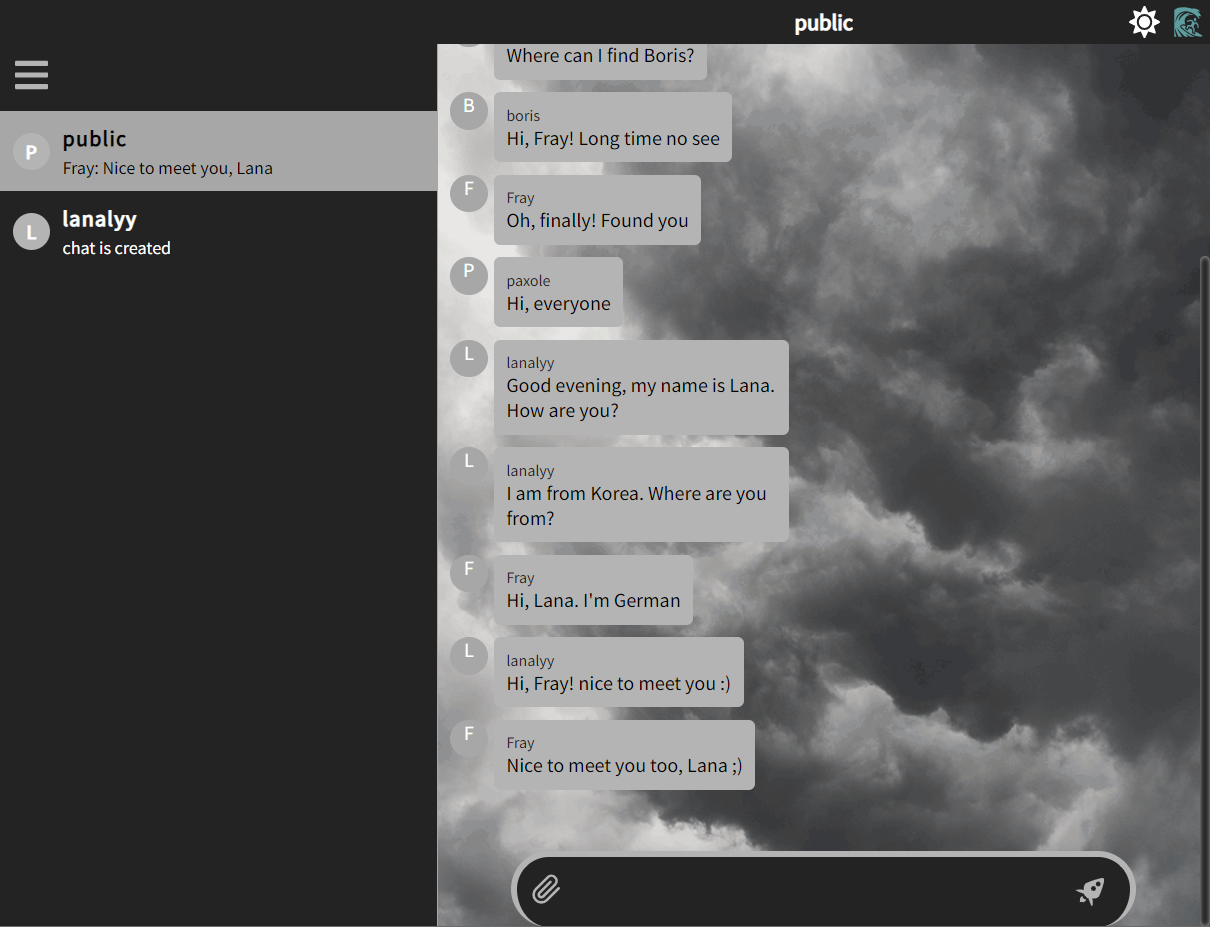 public
P
public
Fray: Nice to meet you, Lana
L
lanalyy
chat is created
Where can I find Boris?
B
boris
Hi, Fray! Long time no see
F
Fray
Oh, finally! Found you
P
paxole
Hi, everyone
L
lanalyy
Good evening, my name is Lana.
How are you?
L
lanalyy
I am from Korea. Where are you
from?
F
Fray
Hi, Lana. I'm German
L
lanalyy
Hi, Fray! nice to meet you :)
F
Fray
Nice to meet you too, Lana ;)